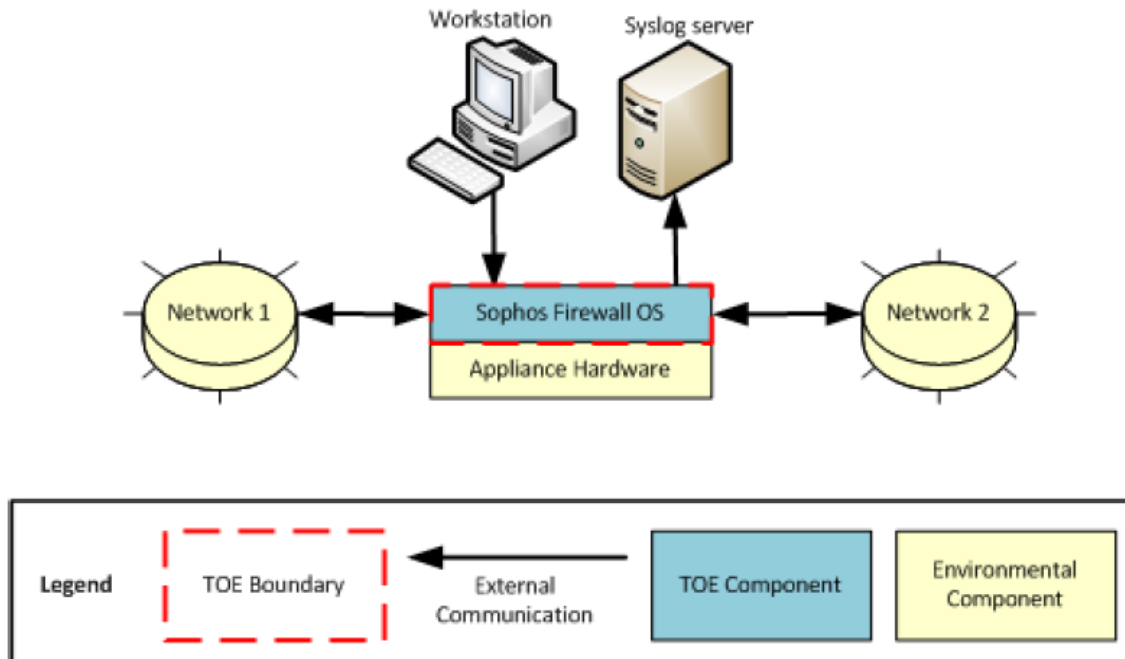 Workstation
Syslog server
Network 1
Sophos Firewall OS
Network 2
Appliance Hardware
Legend
TOE Boundary
External
Communication
TOE Component
Environmental
Component